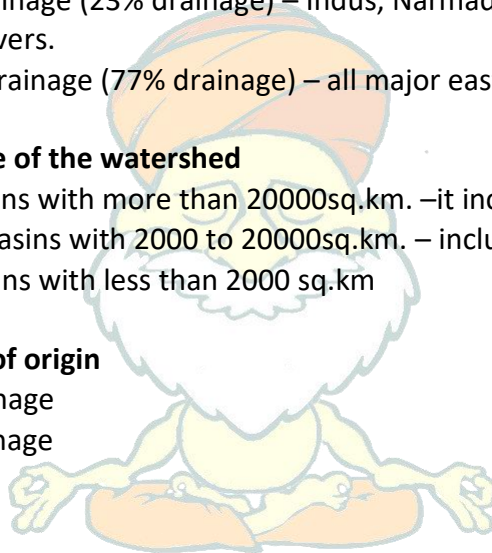 inage (23% drainage) – Indus, Narmad
vers.
rainage (77% drainage) – all major eas
e of the watershed
ns with more than 20000sq.km. –it inc
asins with 2000 to 20000sq.km. – inclu
ns with less than 2000 sq.km
of origin
nage
nage